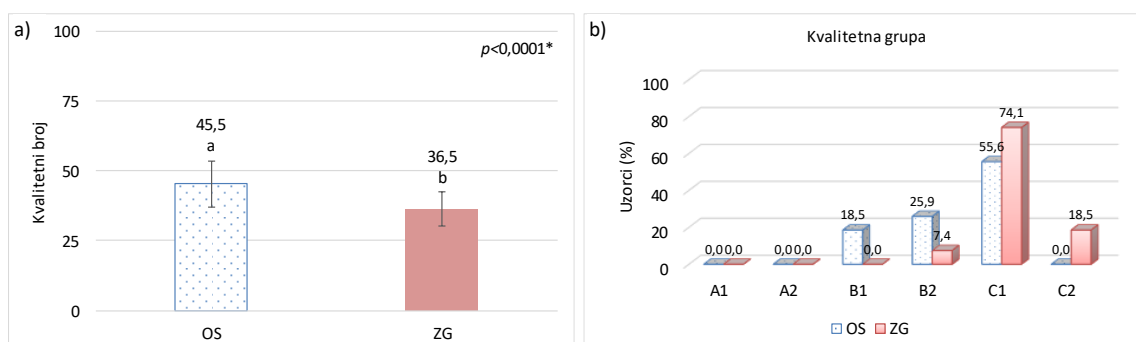 a)
100
75
50
25
0
Kvalitetni broj
p<0,0001*
45,5
a
36,5
b
OS
ZG
b)
Kvalitetna grupa
100
80
60
40
20
0
Uzorci (%)
0,0 0,0
0,0 0,0
18,5
0,0
25,9
7,4
55,6
74,1
0,0
18,5
A1 A2 B1 B2 C1 C2
OS ZG